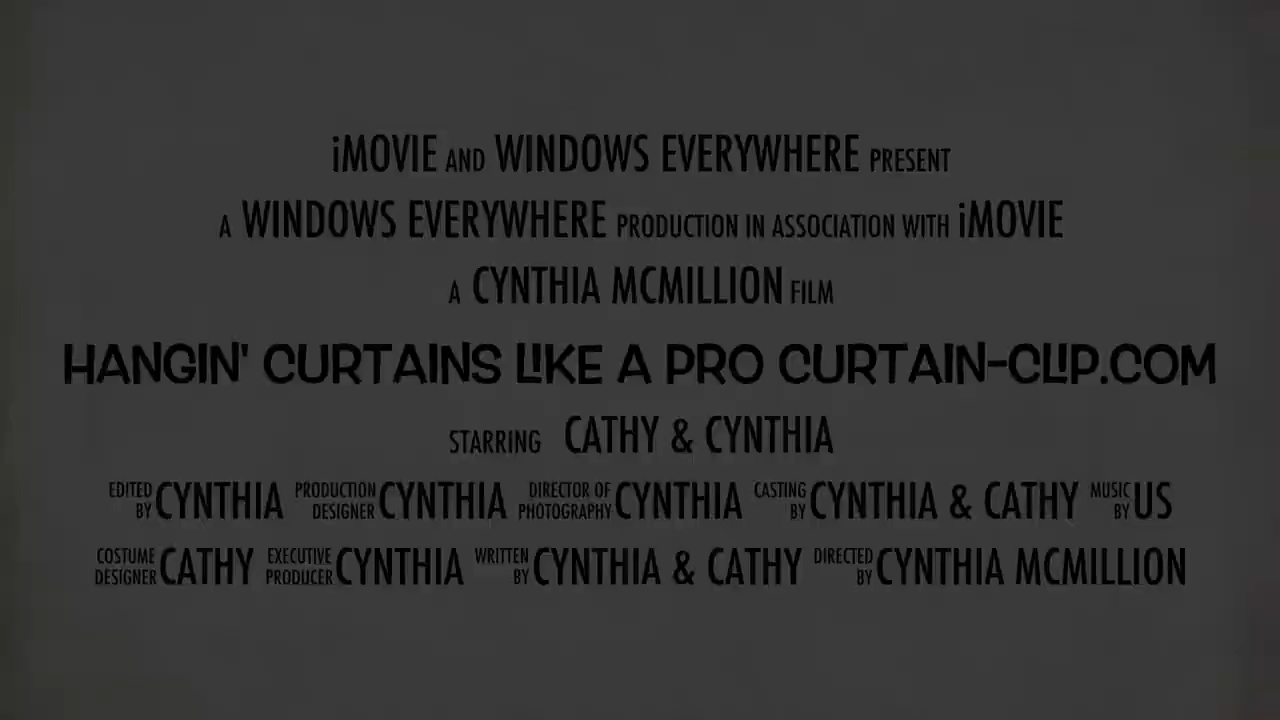 iMOVIE AND WINDOWS EVERYWHERE PRESENT
A WINDOWS EVERYWHERE PRODUCTION IN ASSOCIATION WITH iMOVIE
A CYNTHIA MCMILLION FILM
HANGIN' CURTAINS LIKE A PRO CURTAIN-CLIP.COM
STARRING CATHY & CYNTHIA
EDITED BY CYNTHIA PRODUCTION DESIGNER CYNTHIA DIRECTOR OF PHOTOGRAPHY CYNTHIA CASTING BY CYNTHIA & CATHY MUSIC BY US
COSTUME DESIGNER CATHY EXECUTIVE PRODUCER CYNTHIA WRITTEN BY CYNTHIA & CATHY DIRECTED BY CYNTHIA MCMILLION